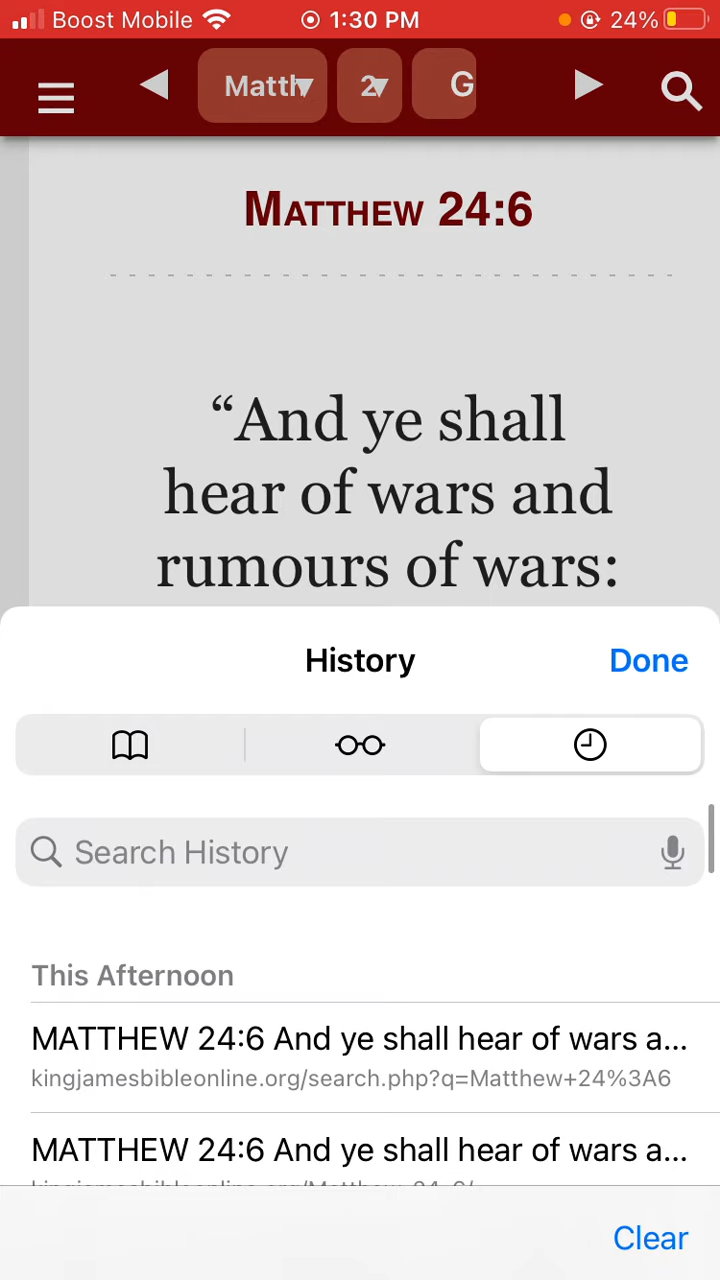 Boost Mobile 1:30 PM 24%
Matth 2 G
MATTHEW 24:6
“And ye shall
hear of wars and
rumours of wars:
History Done
Search History
This Afternoon
MATTHEW 24:6 And ye shall hear of wars a...
kingjamesbibleonline.org/search.php?q=Matthew+24%3A6
MATTHEW 24:6 And ye shall hear of wars a...
Clear